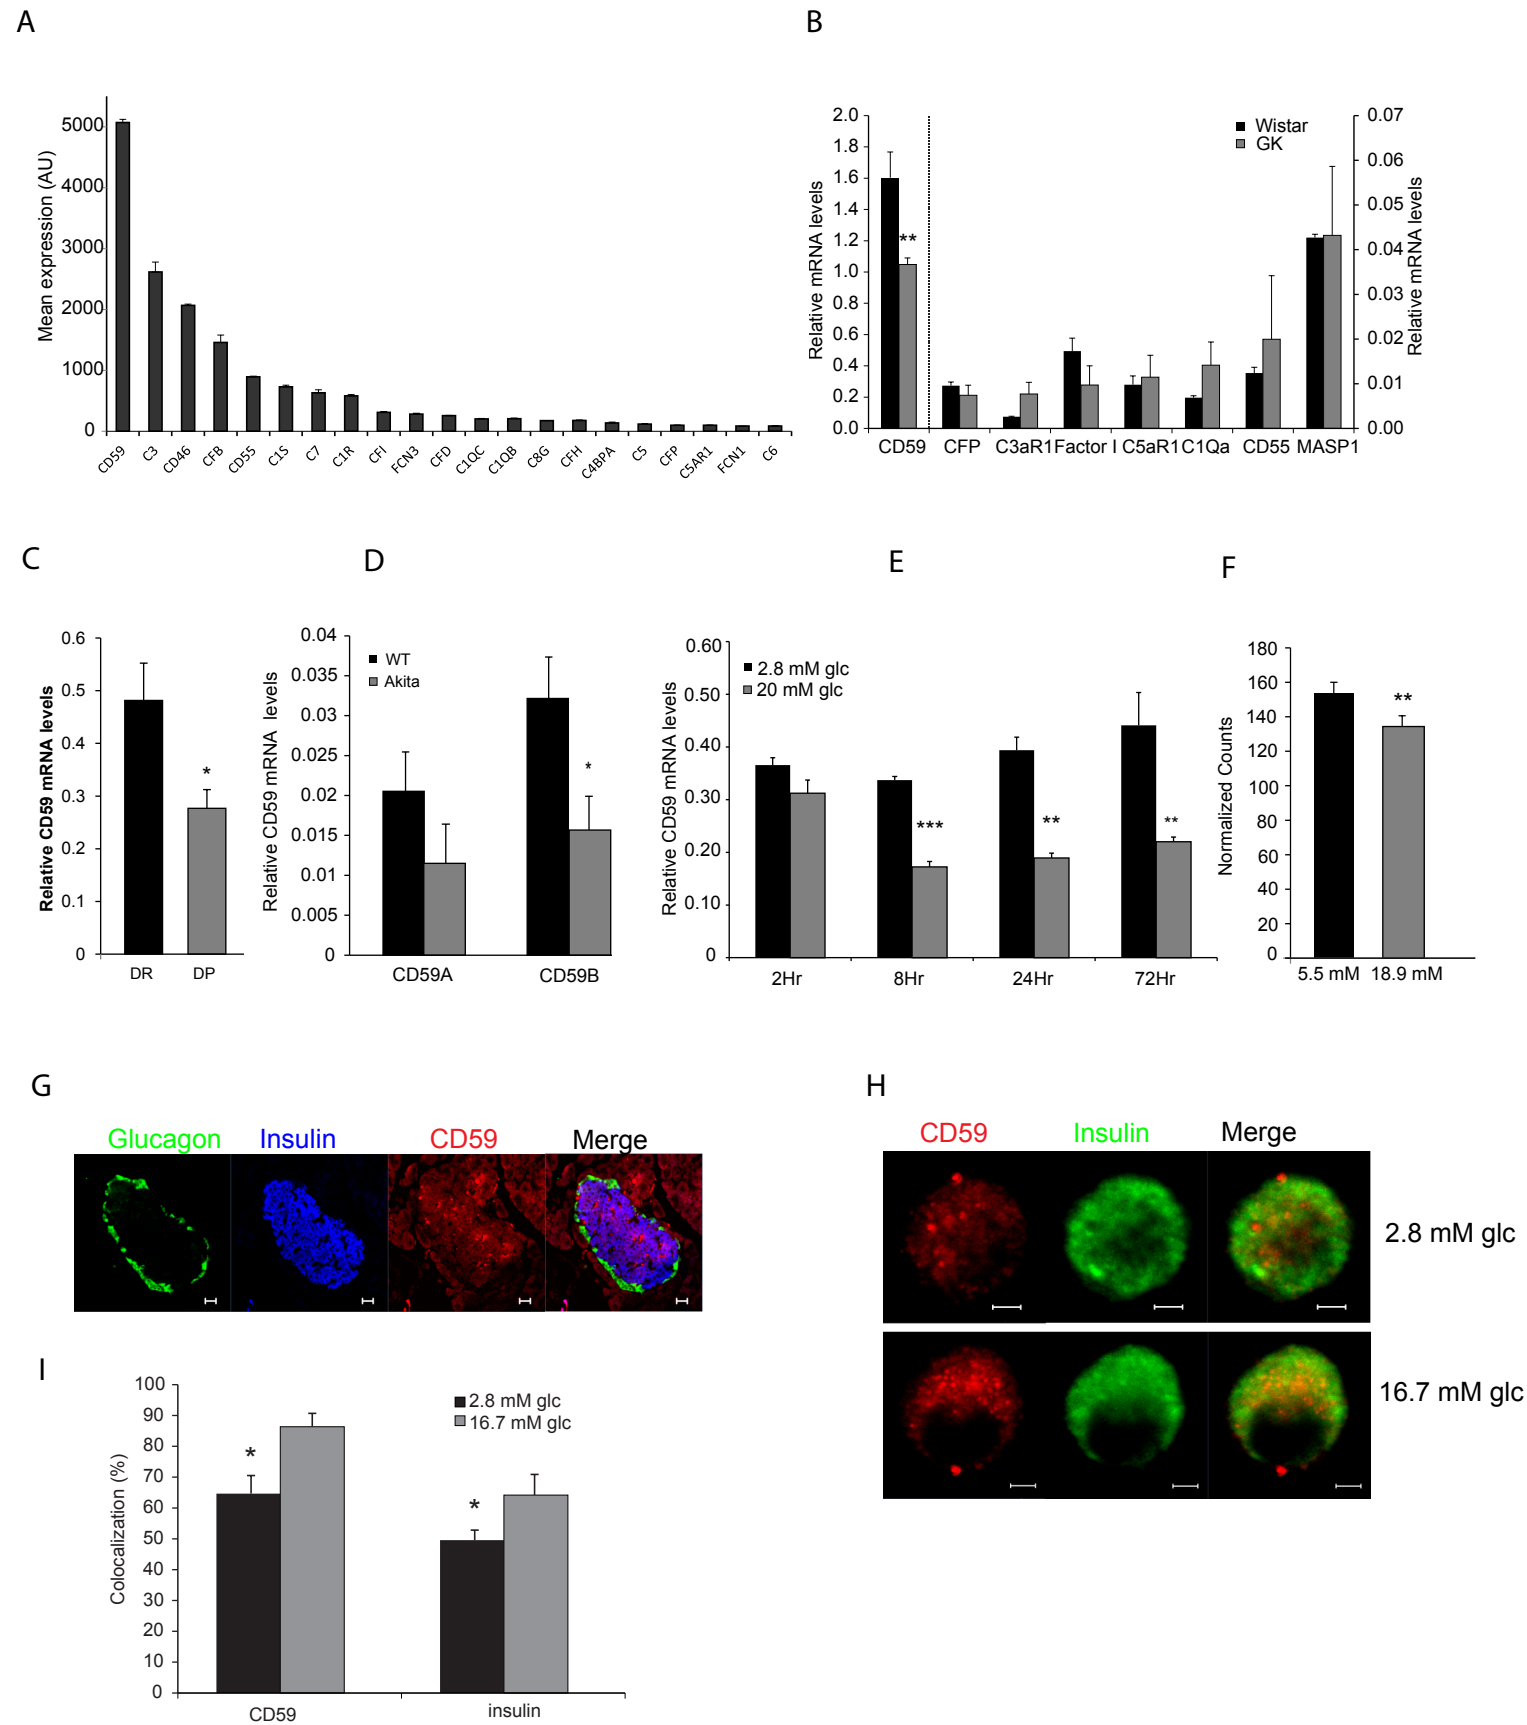 A
Mean expression (AU)
5000
4000
3000
2000
1000
0
CD59 C3 CD46 CFB CD55 C1S C7 C1R CFI FCN3 CFD C1QC C1QB C8G CFH C4BPA C5 CFP C5AR1 FCN1 C6
B
Relative mRNA levels
2.0
1.8
1.6
1.4
1.2
1.0
0.8
0.6
0.4
0.2
0.0
**
Wistar
GK
0.07
0.06
0.05
0.04
0.03
0.02
0.01
0.00
Relative mRNA levels
CD59 CFP C3aR1 Factor I C5aR1 C1Qa CD55 MASP1
C
Relative CD59 mRNA levels
0.6
0.5
0.4
0.3
0.2
0.1
0
*
DR DP
D
Relative CD59 mRNA levels
0.04
0.035
0.03
0.025
0.02
0.015
0.01
0.005
0
WT
Akita
*
CD59A CD59B
E
Relative CD59 mRNA levels
0.60
0.50
0.40
0.30
0.20
0.10
0
2.8 mM glc
20 mM glc
*** ** **
2Hr 8Hr 24Hr 72Hr
F
Normalized Counts
180
160
140
120
100
80
60
40
20
0
**
5.5 mM 18.9 mM
G
Glucagon Insulin CD59 Merge
H
CD59 Insulin Merge
2.8 mM glc
16.7 mM glc
I
Colocalization (%)
100
90
80
70
60
50
40
30
20
10
0
2.8 mM glc
16.7 mM glc
* *
CD59 insulin